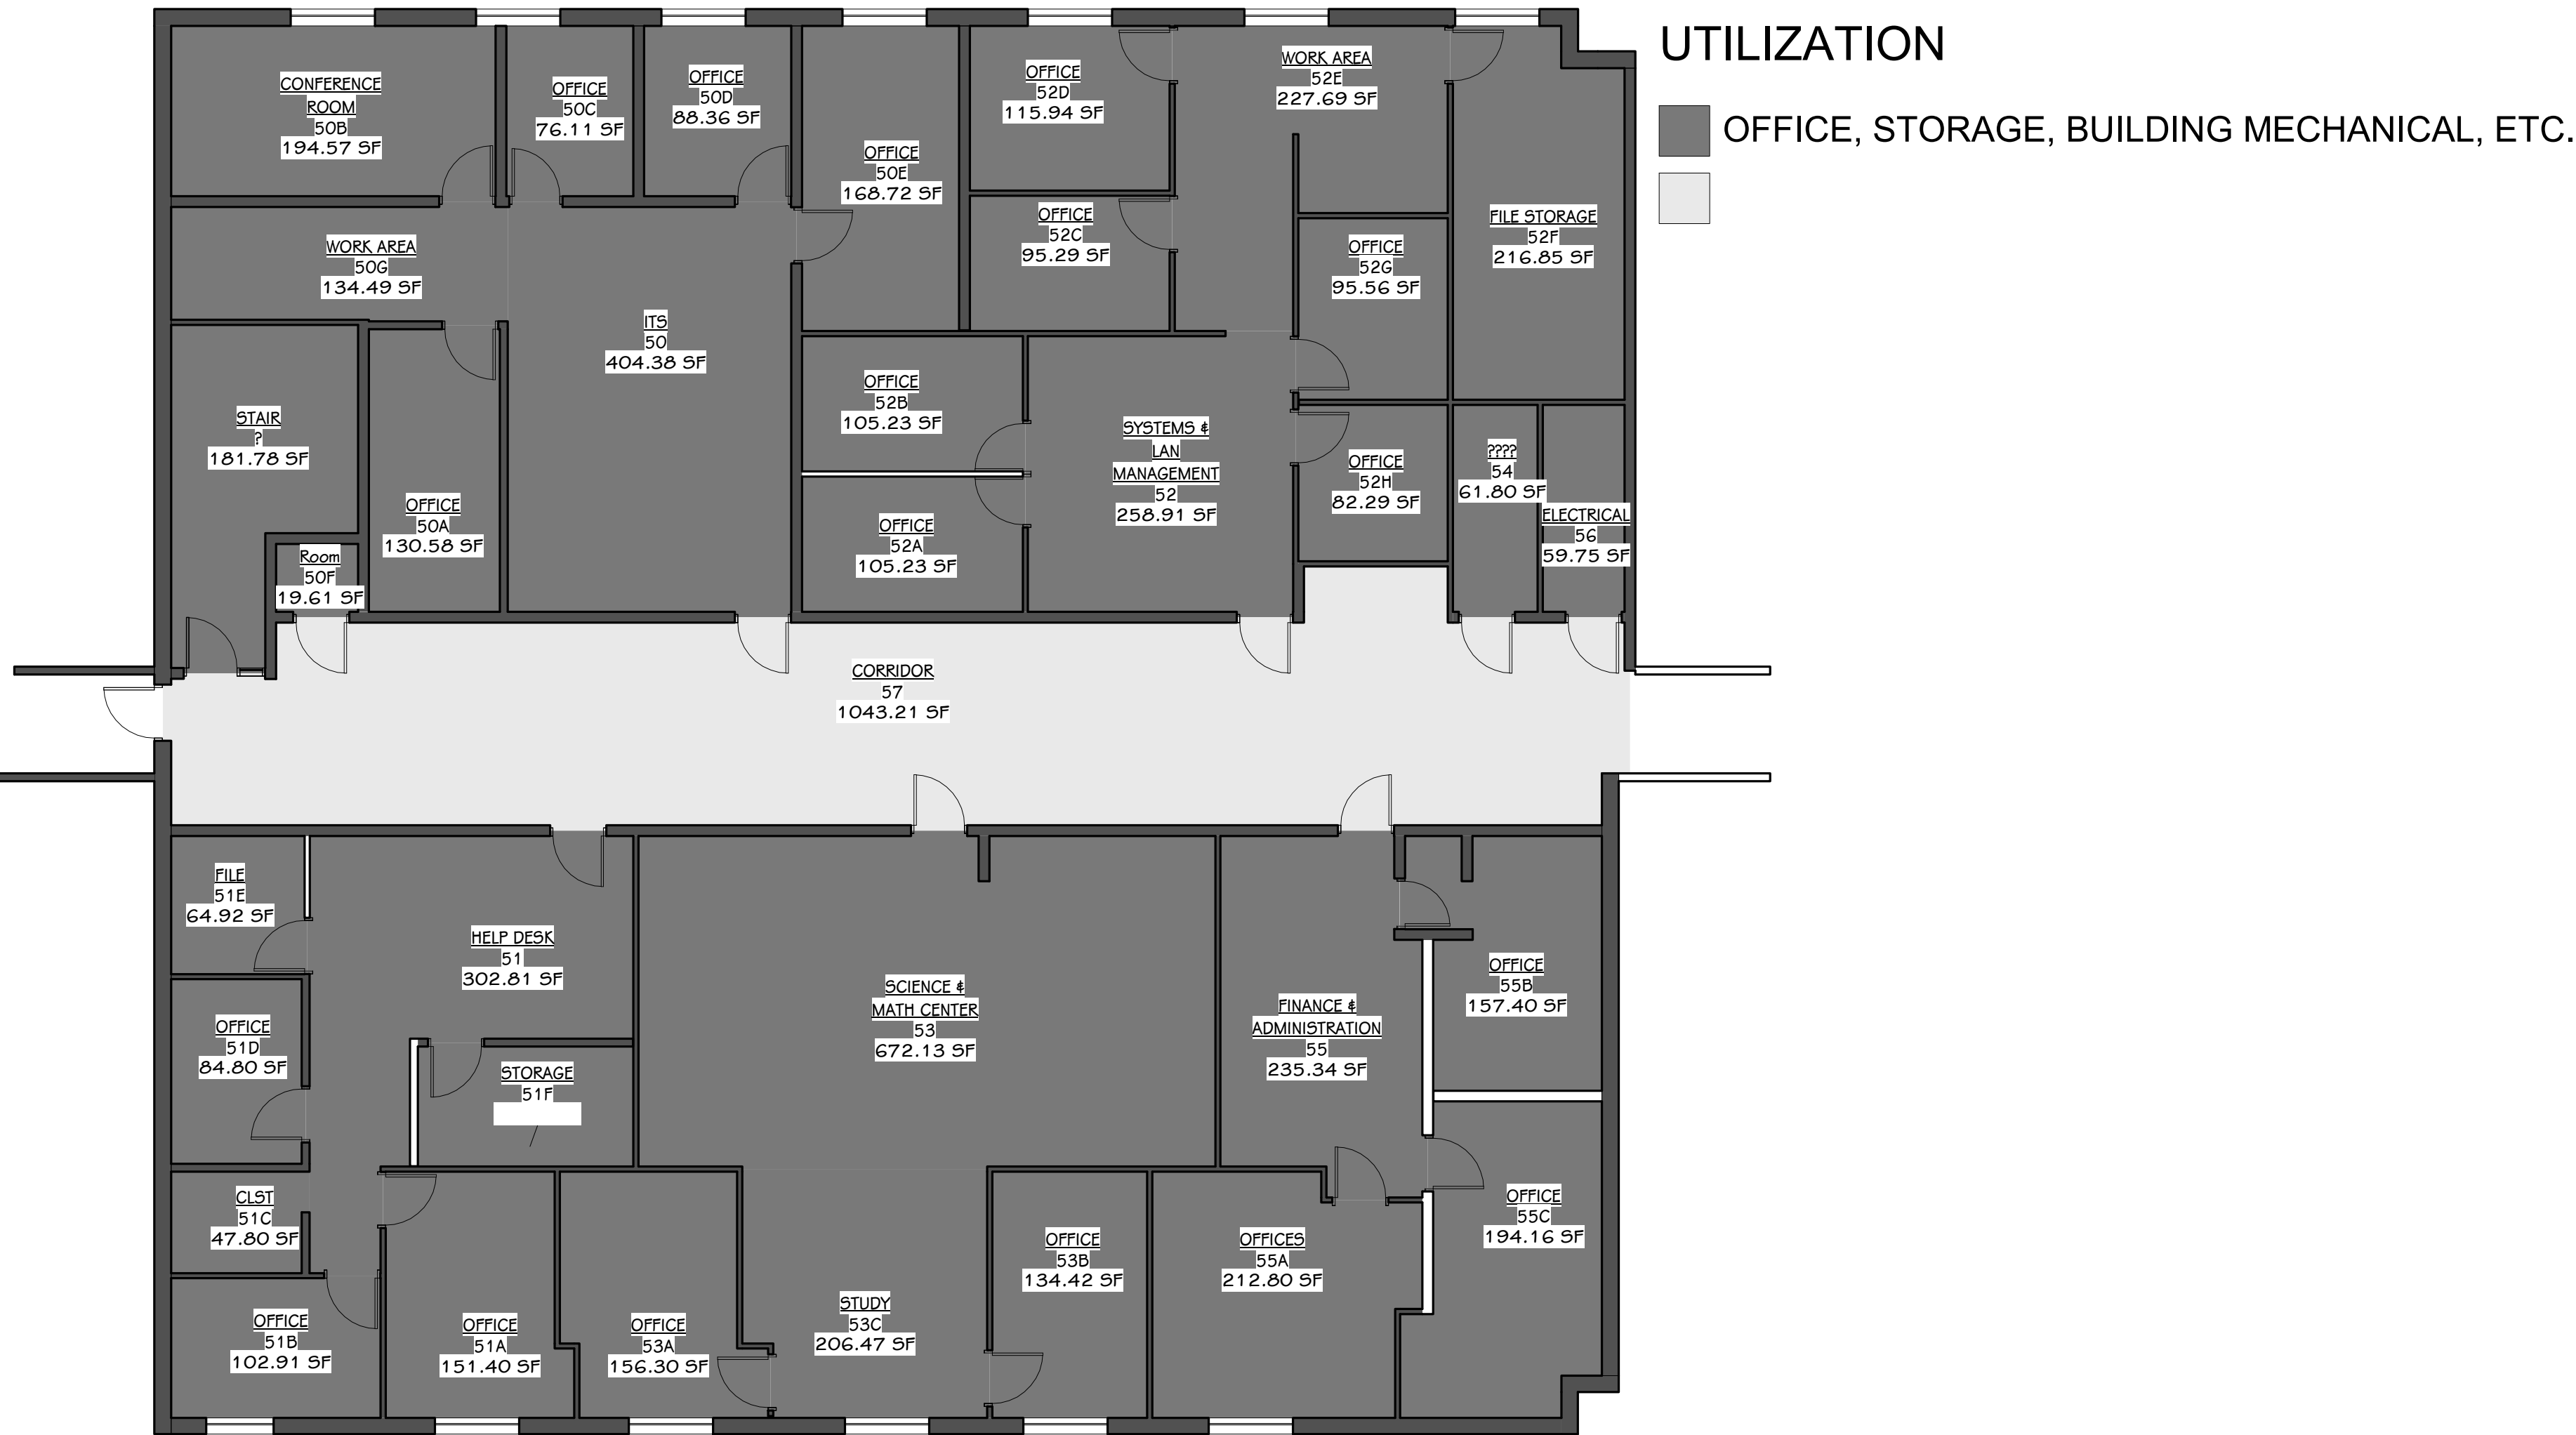 UTILIZATION
OFFICE, STORAGE, BUILDING MECHANICAL, ETC.
CONFERENCE
ROOM
50B
194.57 SF
OFFICE
50C
76.11 SF
OFFICE
50D
88.36 SF
OFFICE
50E
168.72 SF
OFFICE
52D
115.94 SF
WORK AREA
52E
227.69 SF
OFFICE
52C
95.29 SF
FILE STORAGE
52F
216.85 SF
WORK AREA
50G
134.49 SF
OFFICE
52G
95.56 SF
ITS
50
404.38 SF
OFFICE
52B
105.23 SF
STAIR
?
181.78 SF
SYSTEMS &
LAN
MANAGEMENT
52
258.91 SF
OFFICE
52H
82.29 SF
????
54
61.80 SF
OFFICE
50A
130.58 SF
OFFICE
52A
105.23 SF
ELECTRICAL
56
59.75 SF
Room
50F
19.61 SF
CORRIDOR
57
1043.21 SF
FILE
51E
64.92 SF
HELP DESK
51
302.81 SF
SCIENCE &
MATH CENTER
53
672.13 SF
FINANCE &
ADMINISTRATION
55
235.34 SF
OFFICE
55B
157.40 SF
OFFICE
51D
84.80 SF
STORAGE
51F
CLST
51C
47.80 SF
OFFICE
53B
134.42 SF
OFFICES
55A
212.80 SF
OFFICE
55C
194.16 SF
OFFICE
51B
102.91 SF
OFFICE
51A
151.40 SF
OFFICE
53A
156.30 SF
STUDY
53C
206.47 SF